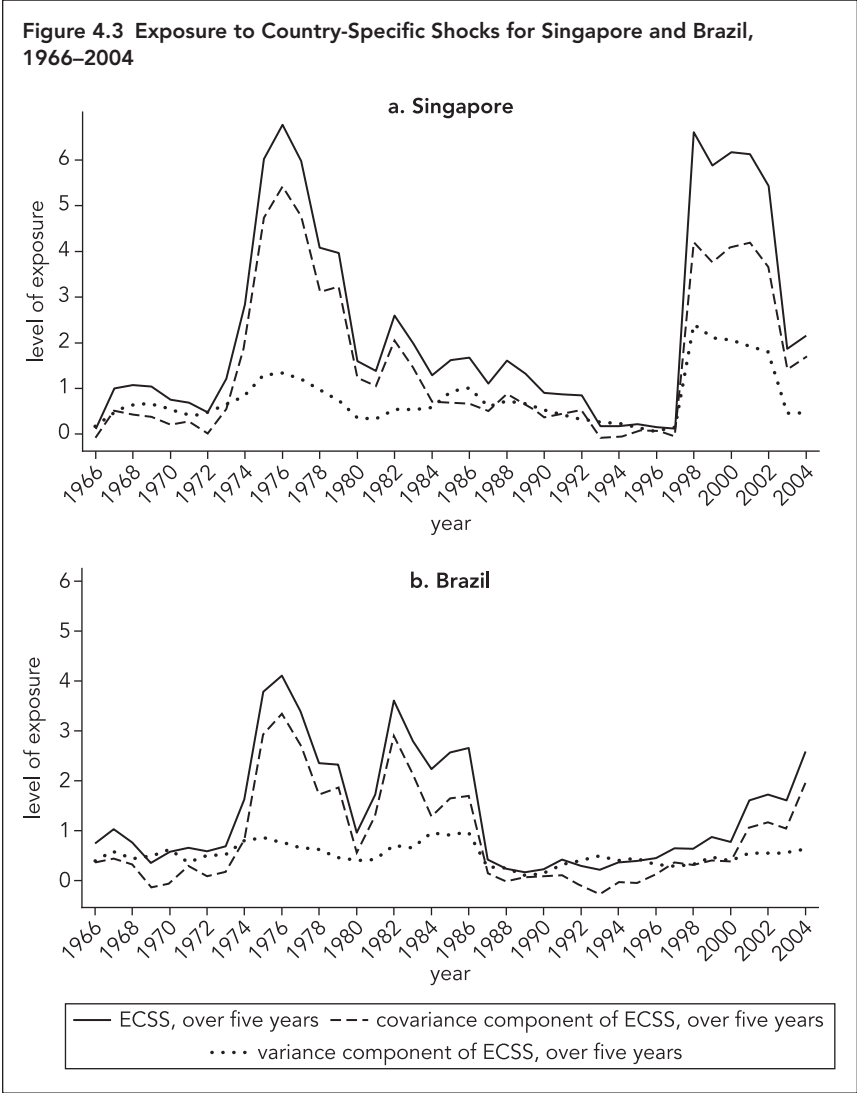 Figure 4.3 Exposure to Country-Specific Shocks for Singapore and Brazil,
1966–2004
a. Singapore
level of exposure
6
5
4
3
2
1
0
1966 1968 1970 1972 1974 1976 1978 1980 1982 1984 1986 1988 1990 1992 1994 1996 1998 2000 2002 2004
year
b. Brazil
level of exposure
6
5
4
3
2
1
0
1966 1968 1970 1972 1974 1976 1978 1980 1982 1984 1986 1988 1990 1992 1994 1996 1998 2000 2002 2004
year
ECSS, over five years covariance component of ECSS, over five years
variance component of ECSS, over five years